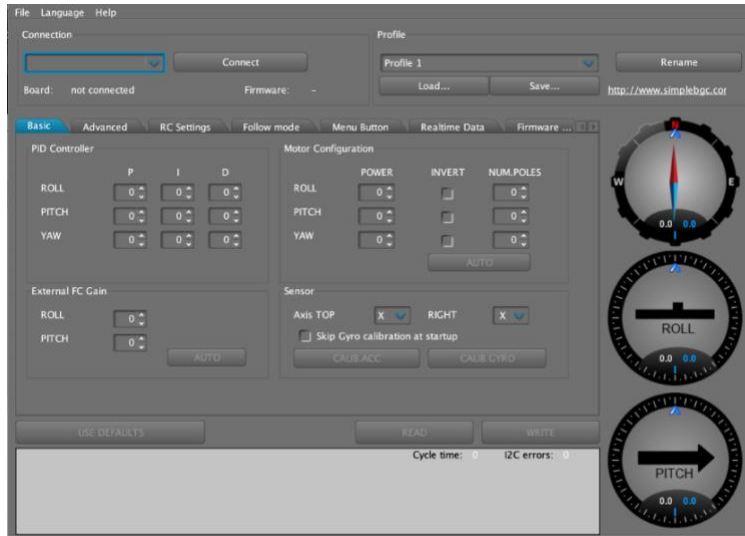 File Language Help
Connection
Connect
Board: not connected Firmware: -
Profile
Profile 1
Rename
Load... Save... http://www.simplebgc.cor
Basic Advanced RC Settings Follow mode Menu Button Realtime Data Firmware ...
PID Controller
P I D
ROLL 0 0 0
PITCH 0 0 0
YAW 0 0 0
Motor Configuration
POWER INVERT NUM.POLES
ROLL 0 0
PITCH 0 0
YAW 0 0
AUTO
External FC Gain
ROLL 0
PITCH 0
AUTO
Sensor
Axis TOP X RIGHT X
Skip Gyro calibration at startup
CALIB.ACC CALIB.GYRO
USE DEFAULTS READ WRITE
Cycle time: 0 I2C errors: 0
N
W E
0.0 0.0
ROLL
0.0 0.0
PITCH
0.0 0.0